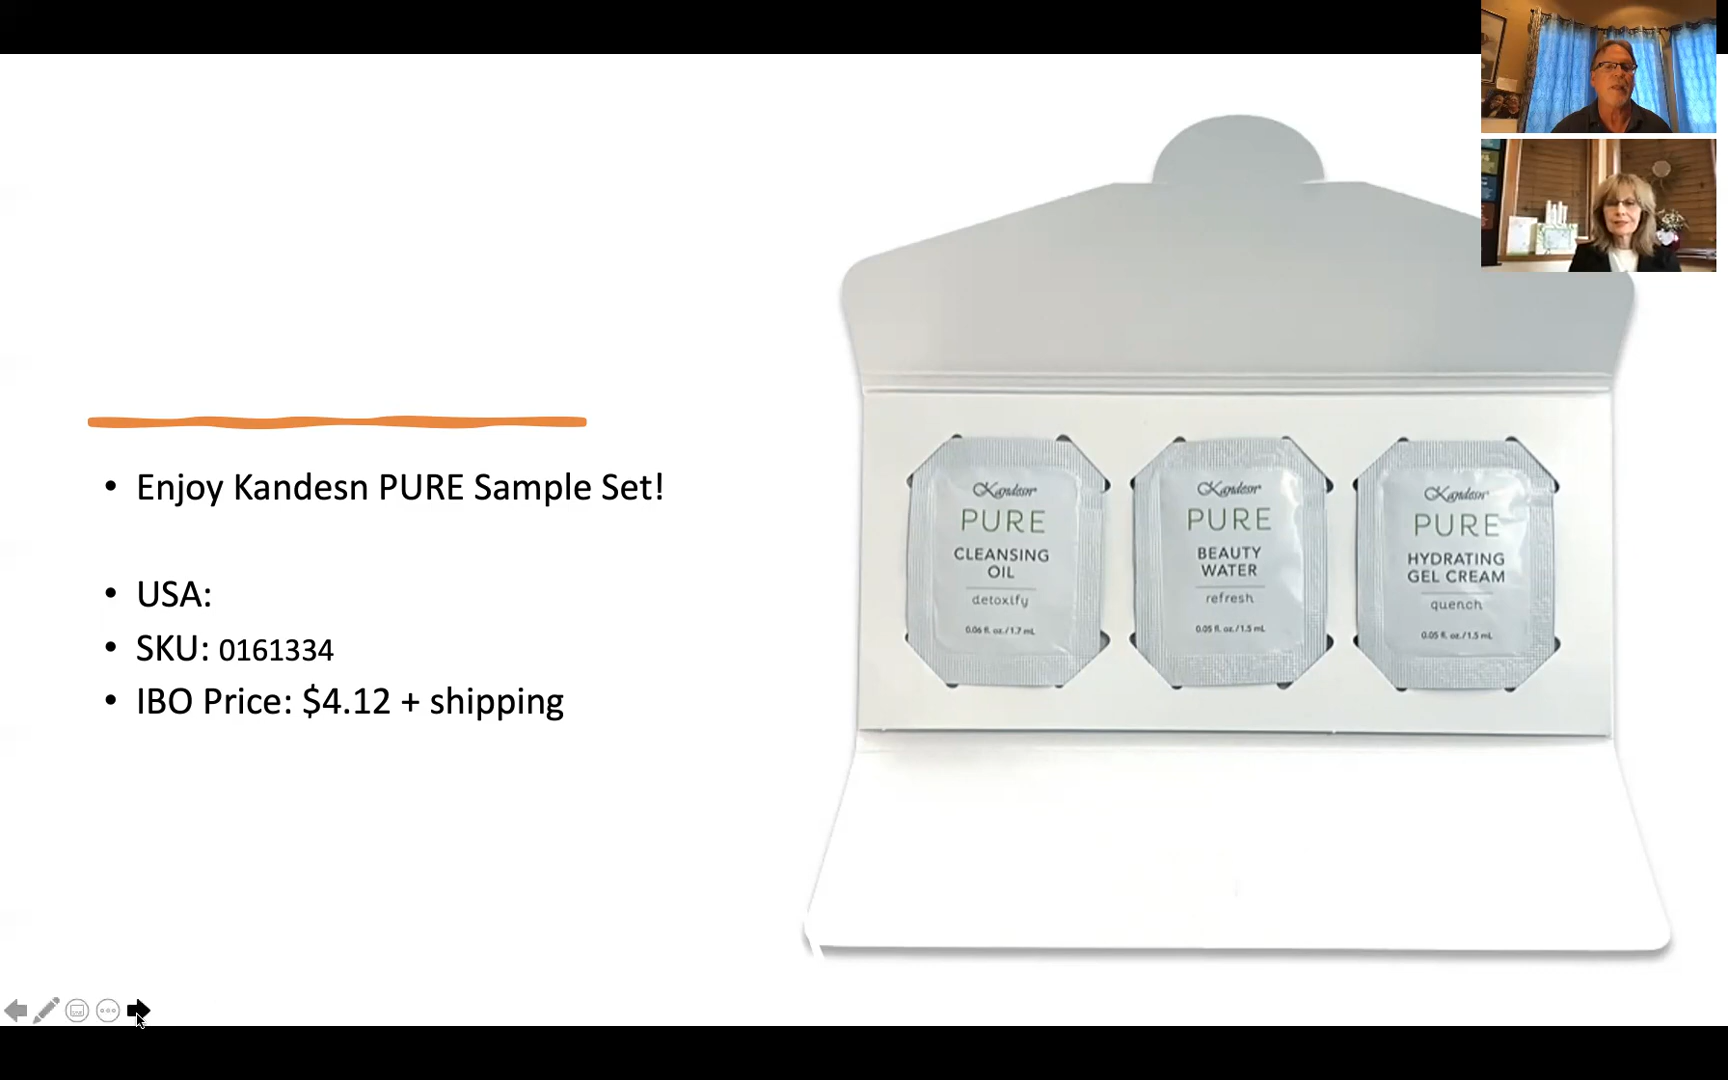 • Enjoy Kandesn PURE Sample Set!
• USA:
• SKU: 0161334
• IBO Price: $4.12 + shipping
Kandesn
PURE
CLEANSING
OIL
detoxify
0.06 fl. oz./1.7 mL
Kandesn
PURE
BEAUTY
WATER
refresh
0.05 fl. oz./1.5 mL
Kandesn
PURE
HYDRATING
GEL CREAM
quench
0.05 fl. oz./1.5 mL